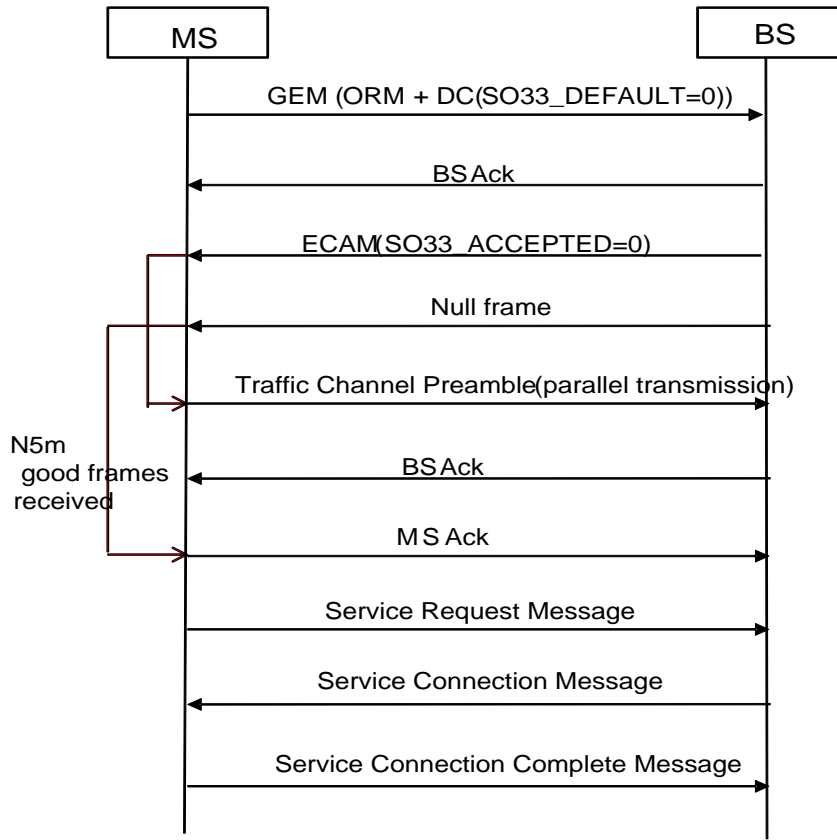 MS
BS
GEM (ORM + DC(SO33_DEFAULT=0))
BS Ack
ECAM(SO33_ACCEPTED=0)
Null frame
Traffic Channel Preamble(parallel transmission)
N5m
good frames
received
BS Ack
MS Ack
Service Request Message
Service Connection Message
Service Connection Complete Message